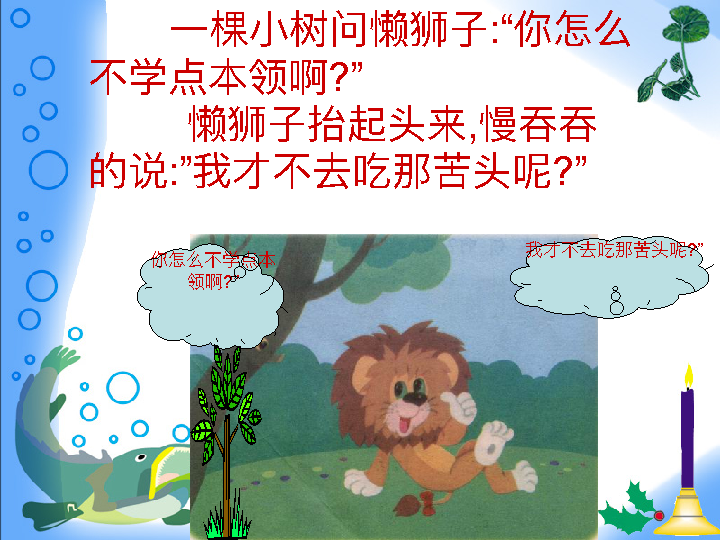 一棵小树问懒狮子:“你怎么
不学点本领啊?”
懒狮子抬起头来,慢吞吞
的说:”我才不去吃那苦头呢?”
你怎么不学点本
领啊?”
我才不去吃那苦头呢?”